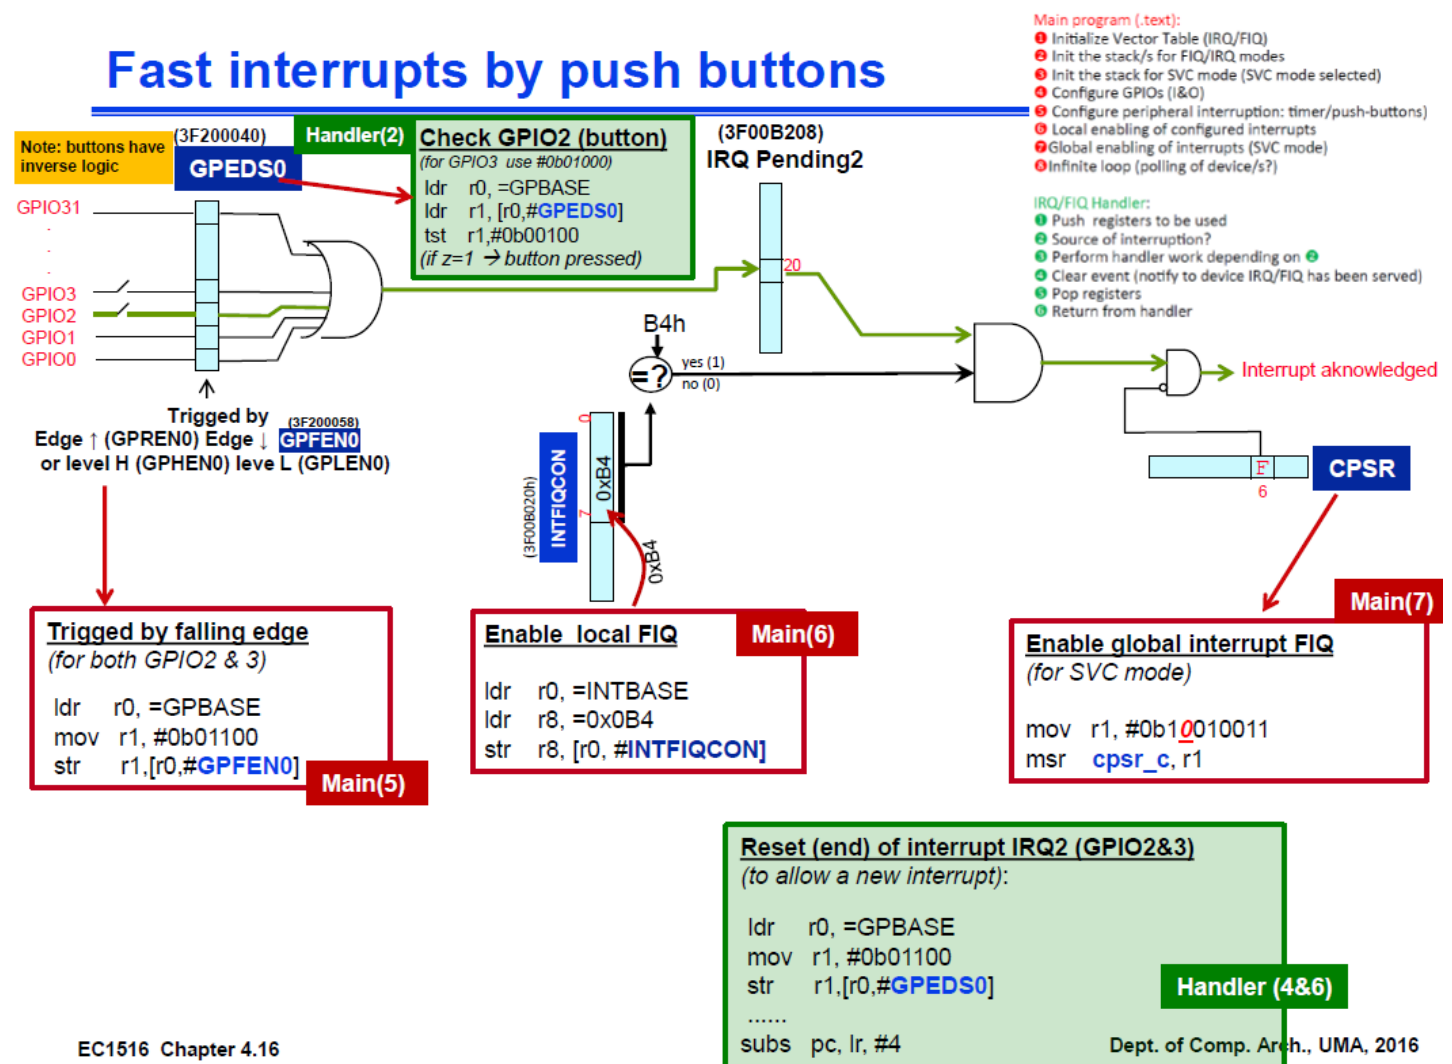 Fast interrupts by push buttons
Main program (.text):
❶ Initialize Vector Table (IRQ/FIQ)
❷ Init the stack/s for FIQ/IRQ modes
❸ Init the stack for SVC mode (SVC mode selected)
❹ Configure GPIOs (I&O)
❺ Configure peripheral interruption: timer/push-buttons)
❻ Local enabling of configured interrupts
❼Global enabling of interrupts (SVC mode)
❽Infinite loop (polling of device/s?)
IRQ/FIQ Handler:
❶ Push registers to be used
❷ Source of interruption?
❸ Perform handler work depending on ❷
❹ Clear event (notify to device IRQ/FIQ has been served)
❺ Pop registers
❻ Return from handler
Note: buttons have
inverse logic
(3F200040)
GPEDS0
Handler(2)
Check GPIO2 (button)
(for GPIO3 use #0b01000)
ldr r0, =GPBASE
ldr r1, [r0,#GPEDS0]
tst r1,#0b00100
(if z=1 → button pressed)
(3F00B208)
IRQ Pending2
20
GPIO31
.
.
.
GPIO3
GPIO2
GPIO1
GPIO0
B4h
=?
yes (1)
no (0)
Interrupt aknowledged
Trigged by
(3F200058)
Edge ↑ (GPREN0) Edge ↓ GPFEN0
or level H (GPHEN0) leve L (GPLEN0)
(3F00B020h)
INTFIQCON
0
7
0xB4
0xB4
F
6
CPSR
Trigged by falling edge
(for both GPIO2 & 3)
ldr r0, =GPBASE
mov r1, #0b01100
str r1,[r0,#GPFEN0]
Main(5)
Enable local FIQ
Main(6)
ldr r0, =INTBASE
ldr r8, =0x0B4
str r8, [r0, #INTFIQCON]
Main(7)
Enable global interrupt FIQ
(for SVC mode)
mov r1, #0b10010011
msr cpsr_c, r1
Reset (end) of interrupt IRQ2 (GPIO2&3)
(to allow a new interrupt):
ldr r0, =GPBASE
mov r1, #0b01100
str r1,[r0,#GPEDS0]
......
subs pc, lr, #4
Handler (4&6)
EC1516 Chapter 4.16
Dept. of Comp. Arch., UMA, 2016